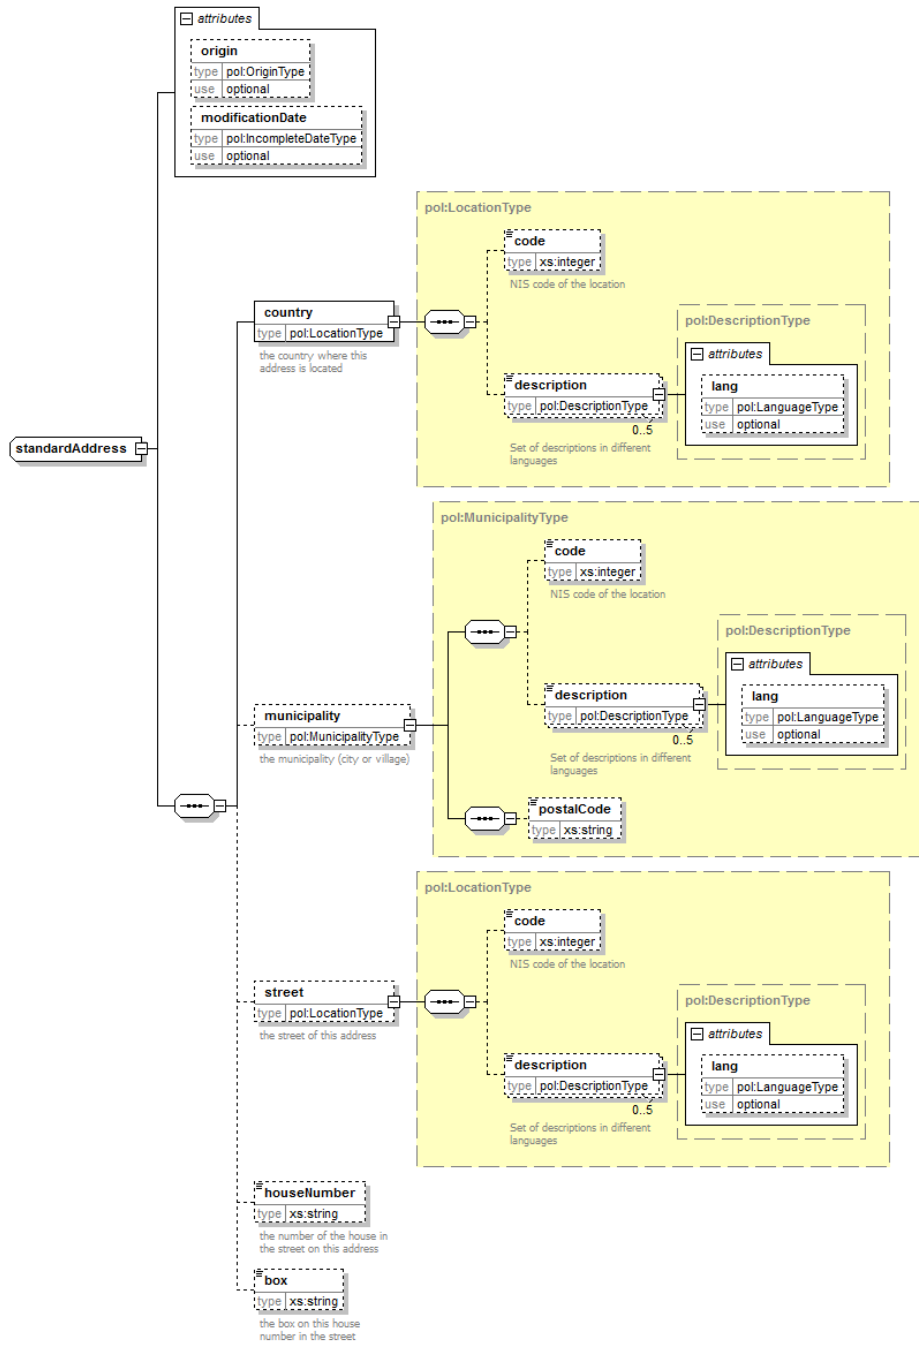 attributes
origin
type pol:OriginType
use optional
modificationDate
type pol:IncompleteDateType
use optional
pol:LocationType
code
type xs:integer
NIS code of the location
country
type pol:LocationType
the country where this
address is located
pol:DescriptionType
attributes
lang
type pol:LanguageType
use optional
description
type pol:DescriptionType
0..5
Set of descriptions in different
languages
standardAddress
pol:MunicipalityType
code
type xs:integer
NIS code of the location
pol:DescriptionType
attributes
lang
type pol:LanguageType
use optional
description
type pol:DescriptionType
0..5
Set of descriptions in different
languages
municipality
type pol:MunicipalityType
the municipality (city or village)
postalCode
type xs:string
pol:LocationType
code
type xs:integer
NIS code of the location
street
type pol:LocationType
the street of this address
pol:DescriptionType
attributes
lang
type pol:LanguageType
use optional
description
type pol:DescriptionType
0..5
Set of descriptions in different
languages
houseNumber
type xs:string
the number of the house in
the street on this address
box
type xs:string
the box on this house
number in the street